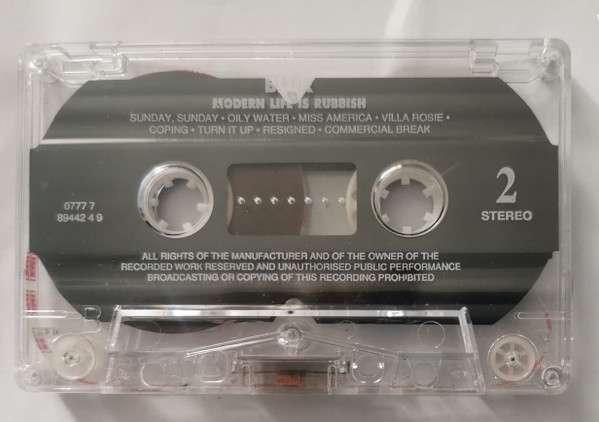 MODERN LIFE IS RUBBISH
SUNDAY, SUNDAY • OILY WATER • MISS AMERICA • VILLA ROSIE •
COPING • TURN IT UP • RESIGNED • COMMERCIAL BREAK
0777 7
89442 4 9
2
STEREO
ALL RIGHTS OF THE MANUFACTURER AND OF THE OWNER OF THE
RECORDED WORK RESERVED AND UNAUTHORISED PUBLIC PERFORMANCE
BROADCASTING OR COPYING OF THIS RECORDING PROHIBITED